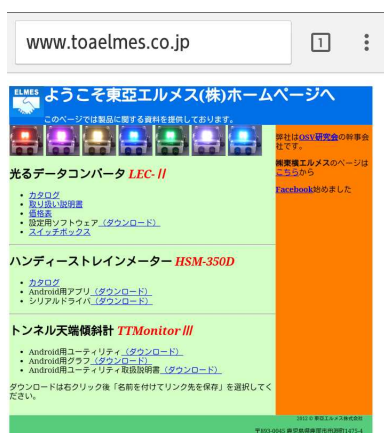 www.toaelmes.co.jp
1
ELMES
ようこそ東亞エルメス(株)ホームページへ
このページでは製品に関する資料を提供しております。
光るデータコンバータ LEC-II
カタログ
取り扱い説明書
価格表
設定用ソフトウェア（ダウンロード）
スイッチボックス
ハンディーストレインメーター HSM-350D
カタログ
Android用アプリ（ダウンロード）
シリアルドライバ（ダウンロード）
トンネル天端傾斜計 TTMonitor III
Android用ユーティリティ（ダウンロード）
Android用グラフ（ダウンロード）
Android用ユーティリティ取扱説明書（ダウンロード）
ダウンロードは右クリック後「名前を付けてリンク先を保存」を選択してく
ださい。
弊社はOSV研究会の幹事会
社です。
㈱東横エルメスのページは
こちらから
Facebook始めました
2012 © 東亞エルメス株式会社